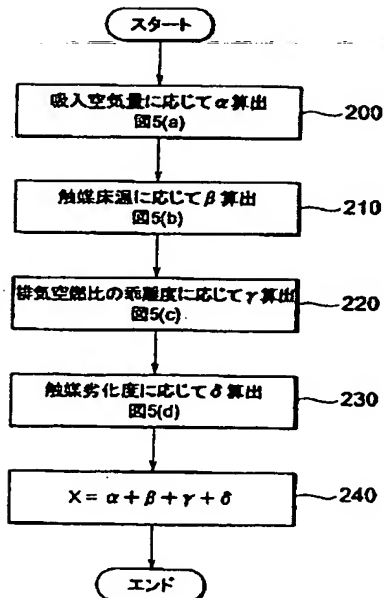 スタート
吸入空気量に応じてα算出
図5(a)
200
触媒床温に応じてβ算出
図5(b)
210
排気空燃比の乖離度に応じてγ算出
図5(c)
220
触媒劣化度に応じてδ算出
図5(d)
230
X = α + β + γ + δ
240
エンド